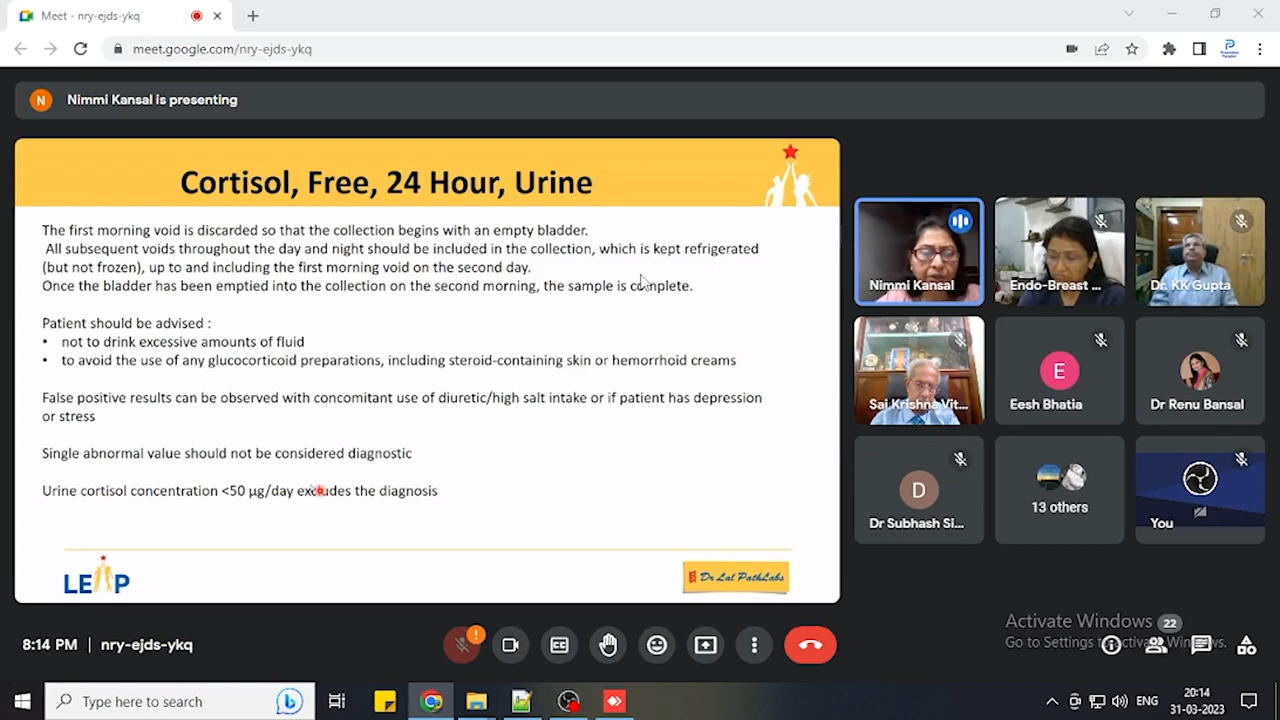 Meet - nry-ejds-ykq
meet.google.com/nry-ejds-ykq
N
Nimmi Kansal is presenting
Cortisol, Free, 24 Hour, Urine
The first morning void is discarded so that the collection begins with an empty bladder.
All subsequent voids throughout the day and night should be included in the collection, which is kept refrigerated
(but not frozen), up to and including the first morning void on the second day.
Once the bladder has been emptied into the collection on the second morning, the sample is complete.
Patient should be advised :
• not to drink excessive amounts of fluid
• to avoid the use of any glucocorticoid preparations, including steroid-containing skin or hemorrhoid creams
False positive results can be observed with concomitant use of diuretic/high salt intake or if patient has depression
or stress
Single abnormal value should not be considered diagnostic
Urine cortisol concentration <50 µg/day excludes the diagnosis
LEAP
Dr Lal PathLabs
Nimmi Kansal
Endo-Breast ...
Dr. KK Gupta
Sai Krishna Vit...
E
Eesh Bhatia
Dr Renu Bansal
D
Dr Subhash Si...
13 others
You
8:14 PM | nry-ejds-ykq
CC
Activate Windows
Go to Settings to activate Windows.
22
Type here to search
ENG
20:14
31-03-2023